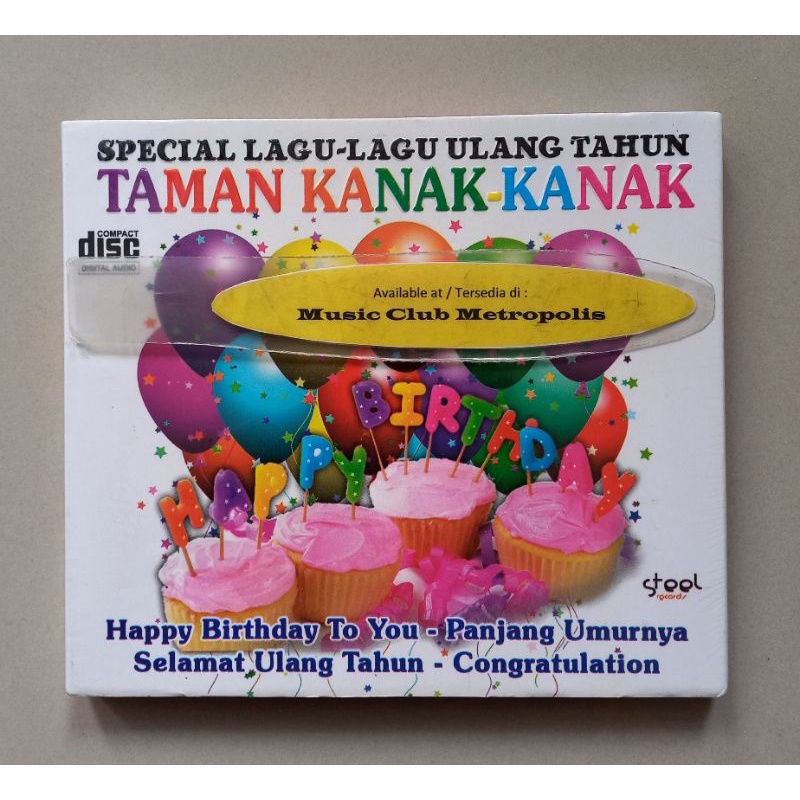 SPECIAL LAGU-LAGU ULANG TAHUN
TAMAN KANAK-KANAK
COMPACT
disc
DIGITAL AUDIO
Available at / Tersedia di :
Music Club Metropolis
HAPPY BIRTHDAY
steel
records
Happy Birthday To You - Panjang Umurnya
Selamat Ulang Tahun - Congratulation